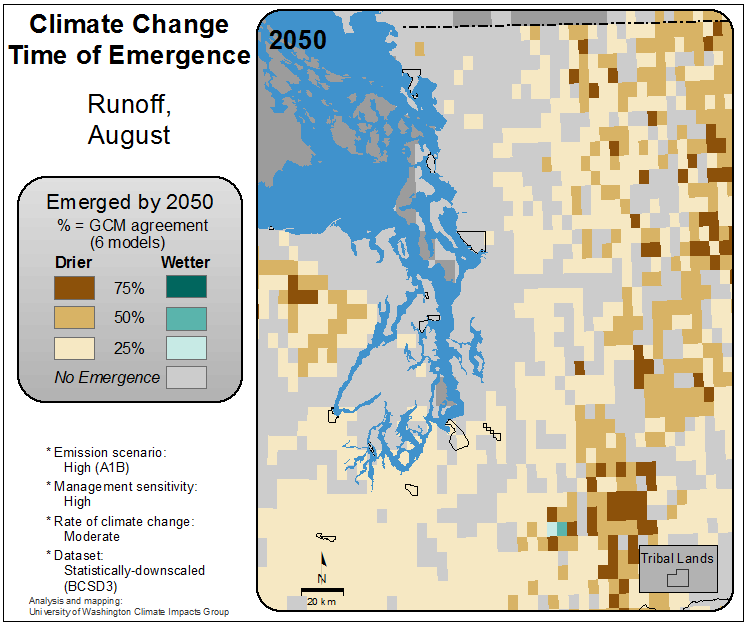 Climate Change
Time of Emergence
Runoff,
August
Emerged by 2050
% = GCM agreement
(6 models)
Drier Wetter
75%
50%
25%
No Emergence
* Emission scenario:
High (A1B)
* Management sensitivity:
High
* Rate of climate change:
Moderate
* Dataset:
Statistically-downscaled
(BCSD3)
Analysis and mapping:
University of Washington Climate Impacts Group
2050
N
20 km
Tribal Lands